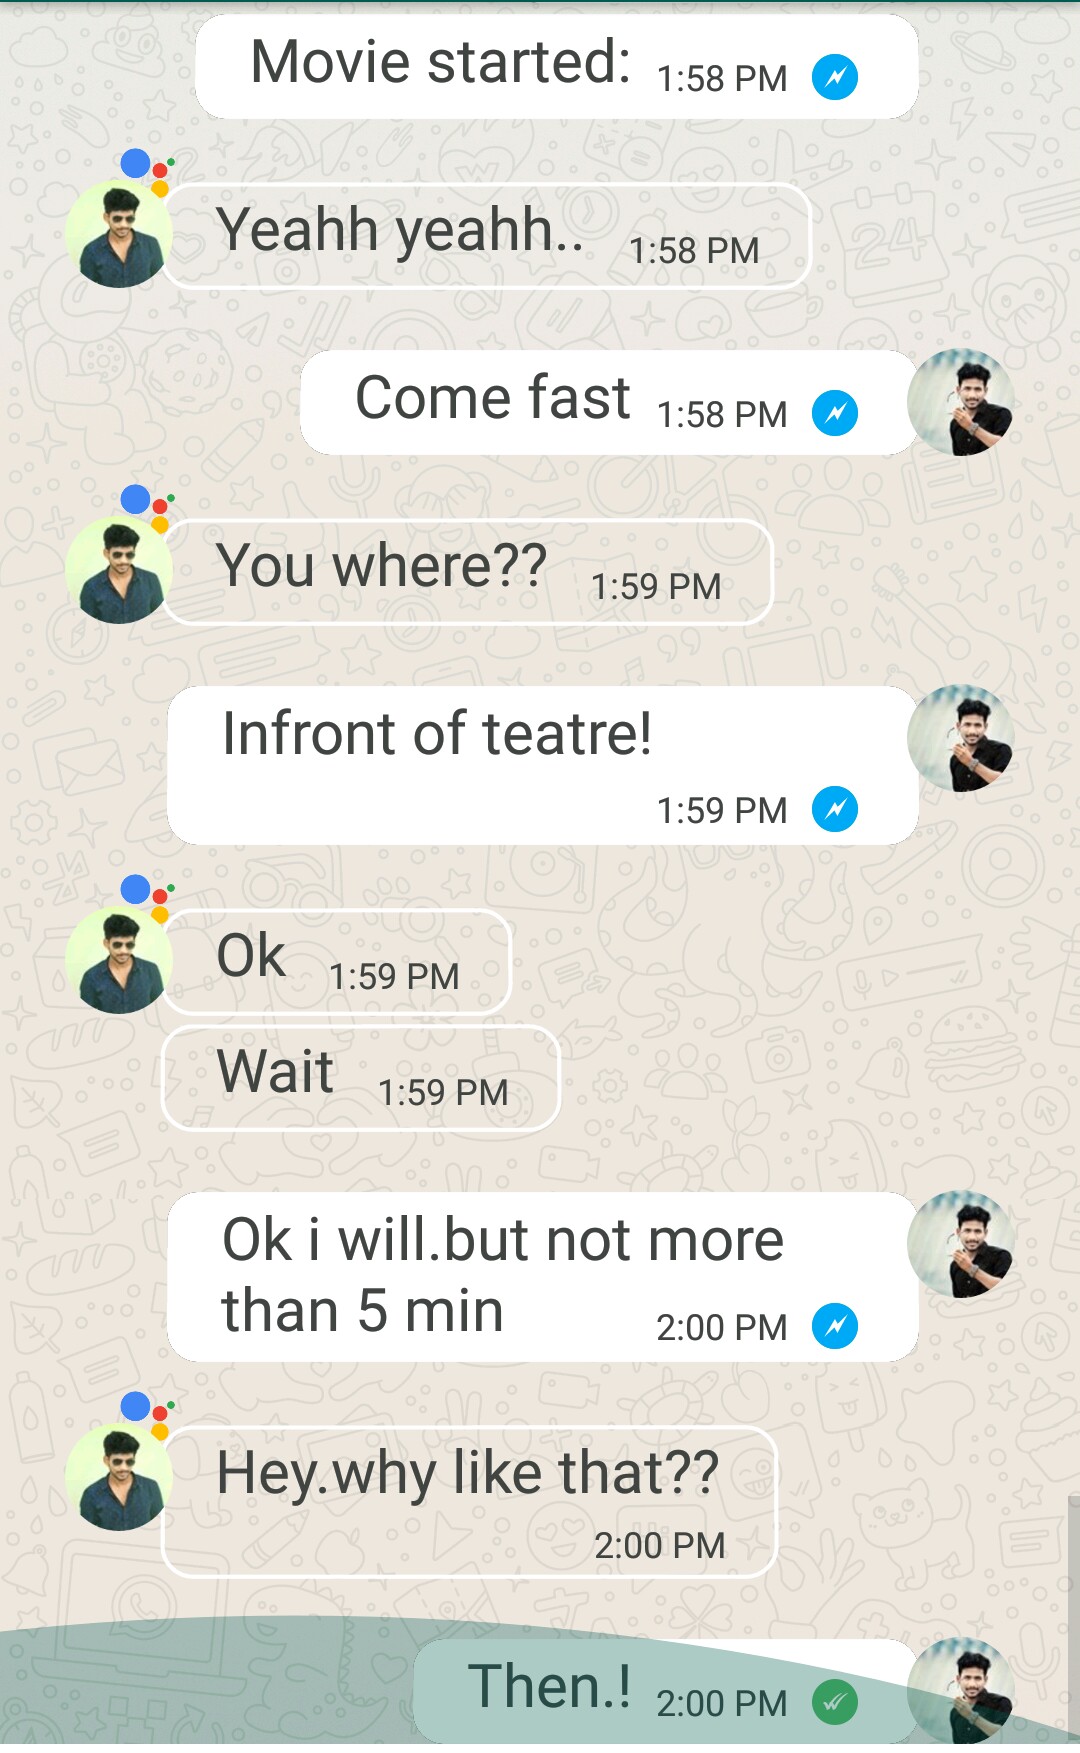 Movie started: 1:58 PM
Yeahh yeahh.. 1:58 PM
Come fast 1:58 PM
You where?? 1:59 PM
Infront of teatre!
1:59 PM
Ok 1:59 PM
Wait 1:59 PM
Ok i will.but not more
than 5 min 2:00 PM
Hey.why like that??
2:00 PM
Then.! 2:00 PM